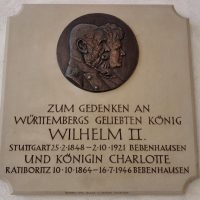 ZUM GEDENKEN AN
WÜRTTEMBERGS GELIEBTEN KÖNIG
WILHELM II.
STUTTGART 25·2·1848–2·10·1921 BEBENHAUSEN
UND KÖNIGIN CHARLOTTE
RATIBORITZ 10·10·1864–16·7·1946 BEBENHAUSEN